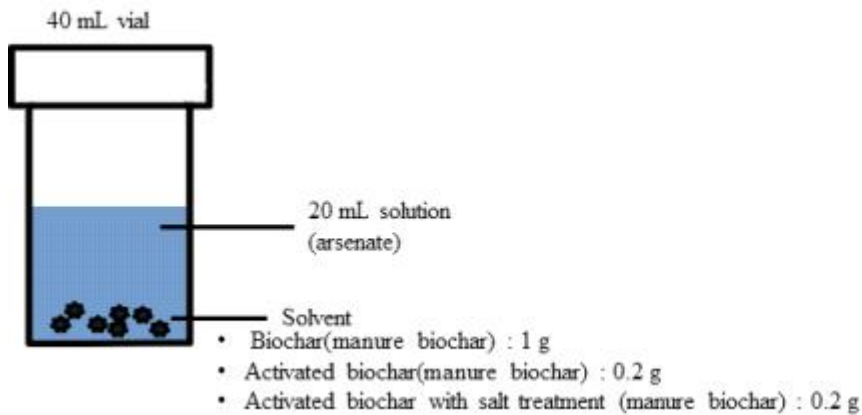 40 mL vial
20 mL solution
(arsenate)
Solvent
• Biochar(manure biochar) : 1 g
• Activated biochar(manure biochar) : 0.2 g
• Activated biochar with salt treatment (manure biochar) : 0.2 g